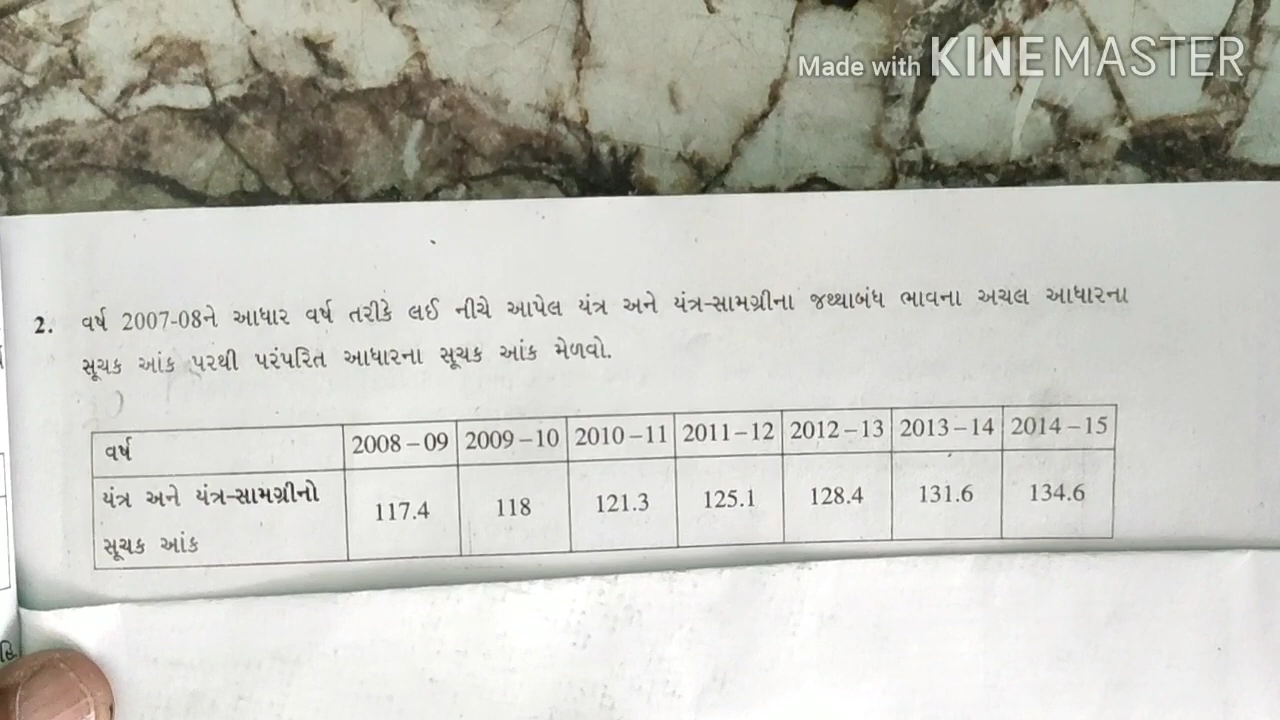 Made with KINEMASTER
2. વર્ષ 2007-08ને આધાર વર્ષ તરીકે લઈ નીચે આપેલ યંત્ર અને યંત્ર-સામગ્રીના જથ્થાબંધ ભાવના અચલ આધારના
સૂચક આંક પરથી પરંપરિત આધારના સૂચક આંક મેળવો.
વર્ષ 2008 – 09 2009 – 10 2010 – 11 2011 – 12 2012 – 13 2013 – 14 2014 – 15
યંત્ર અને યંત્ર-સામગ્રીનો
117.4 118 121.3 125.1 128.4 131.6 134.6
સૂચક આંક